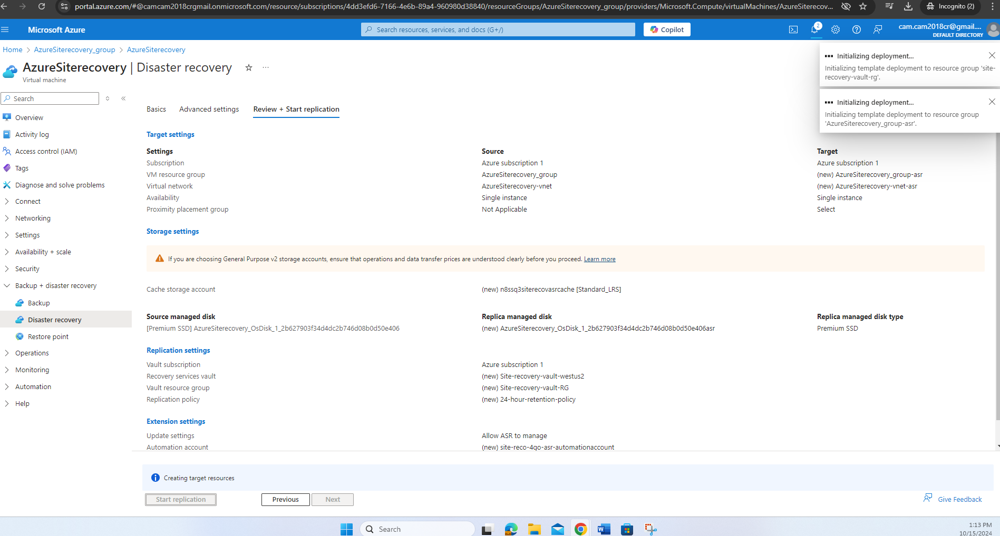 portal.azure.com/#@camcam2018crgmail.onmicrosoft.com/resource/subscriptions/4dd3efd6-7166-4e6b-89a4-960980d38840/resourceGroups/AzureSiterecovery_group/providers/Microsoft.Compute/virtualMachines/AzureSiterecov...
Incognito (2)
Microsoft Azure
Search resources, services, and docs (G+/)
Copilot
2
cam.cam2018cr@gmail....
DEFAULT DIRECTORY
Home > AzureSiterecovery_group > AzureSiterecovery
AzureSiterecovery | Disaster recovery
Virtual machine
Initializing deployment...
Initializing template deployment to resource group 'site-
recovery-vault-rg'.
Initializing deployment...
Initializing template deployment to resource group
'AzureSiterecovery_group-asr'.
Search
Overview
Activity log
Access control (IAM)
Tags
Diagnose and solve problems
Connect
Networking
Settings
Availability + scale
Security
Backup + disaster recovery
Backup
Disaster recovery
Restore point
Operations
Monitoring
Automation
Help
Basics Advanced settings Review + Start replication
Target settings
Settings Source Target
Subscription Azure subscription 1 Azure subscription 1
VM resource group AzureSiterecovery_group (new) AzureSiterecovery_group-asr
Virtual network AzureSiterecovery-vnet (new) AzureSiterecovery-vnet-asr
Availability Single instance Single instance
Proximity placement group Not Applicable Select
Storage settings
If you are choosing General Purpose v2 storage accounts, ensure that operations and data transfer prices are understood clearly before you proceed. Learn more
Cache storage account (new) n8ssq3siterecovasrcache [Standard_LRS]
Source managed disk Replica managed disk Replica managed disk type
[Premium SSD] AzureSiterecovery_OsDisk_1_2b627903f34d4dc2b746d08b0d50e406 (new) AzureSiterecovery_OsDisk_1_2b627903f34d4dc2b746d08b0d50e406asr Premium SSD
Replication settings
Vault subscription Azure subscription 1
Recovery services vault (new) Site-recovery-vault-westus2
Vault resource group (new) Site-recovery-vault-RG
Replication policy (new) 24-hour-retention-policy
Extension settings
Update settings Allow ASR to manage
Automation account (new) site-reco-4go-asr-automationaccount
Creating target resources
Start replication Previous Next Give Feedback
Search
1:13 PM
10/15/2024